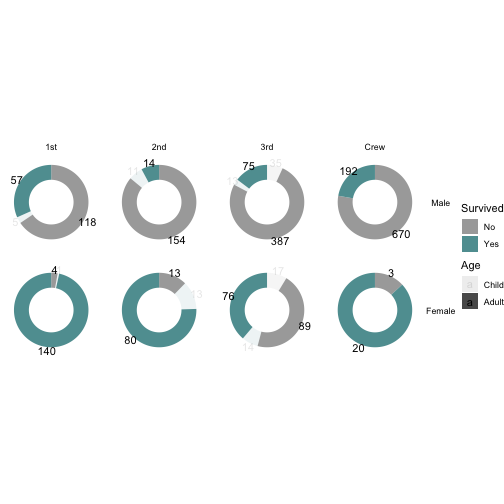 1st 2nd 3rd Crew
57 118
11 14 154
75 35 387
192 670
Male
4 140
13 13 80
17 76 89 14
3 20
Female
Survived
No
Yes
Age
a Child
a Adult